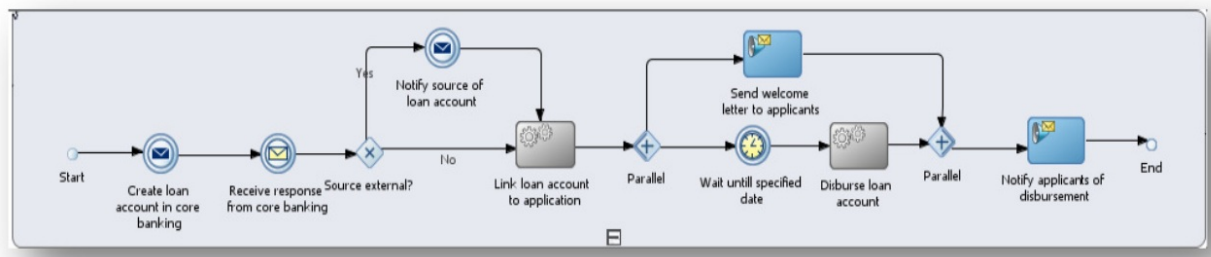 Start
Create loan
account in core
banking
Receive response
from core banking
Source external?
Yes
Notify source of
loan account
No
Link loan account
to application
Parallel
Send welcome
letter to applicants
Wait untill specified
date
Disburse loan
account
Parallel
Notify applicants of
disbursement
End